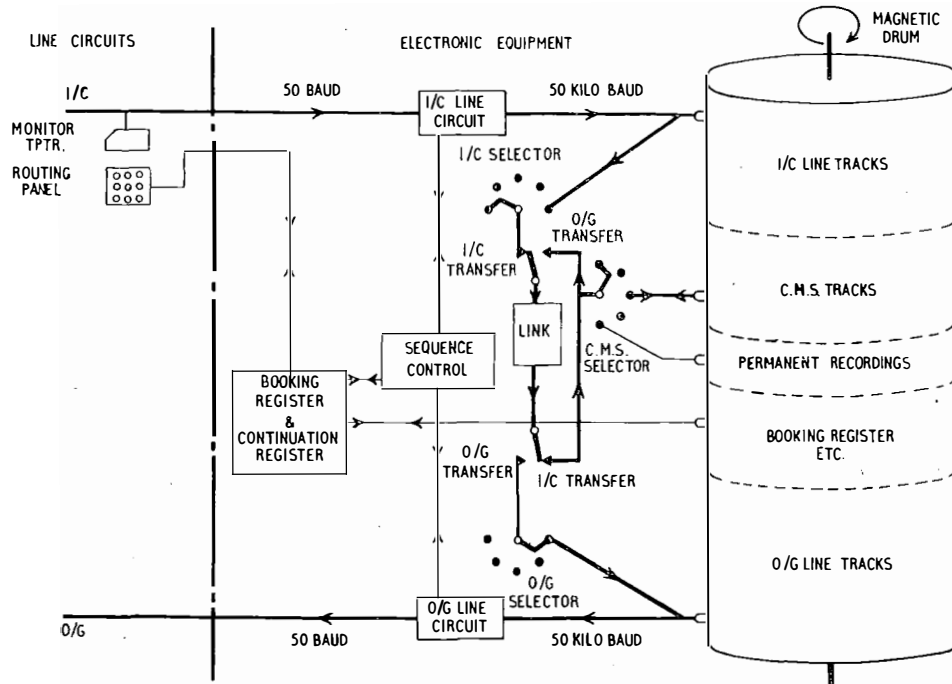 LINE CIRCUITS
ELECTRONIC EQUIPMENT
MAGNETIC
DRUM
I/C
50 BAUD
I/C LINE
CIRCUIT
50 KILO BAUD
MONITOR
TPTR.
ROUTING
PANEL
I/C SELECTOR
I/C LINE TRACKS
O/G
TRANSFER
I/C
TRANSFER
C.M.S. TRACKS
LINK
C.M.S.
SELECTOR
SEQUENCE
CONTROL
PERMANENT RECORDINGS
BOOKING
REGISTER
&
CONTINUATION
REGISTER
BOOKING REGISTER
ETC.
O/G
TRANSFER
I/C TRANSFER
O/G LINE TRACKS
O/G
SELECTOR
O/G
50 BAUD
O/G LINE
CIRCUIT
50 KILO BAUD